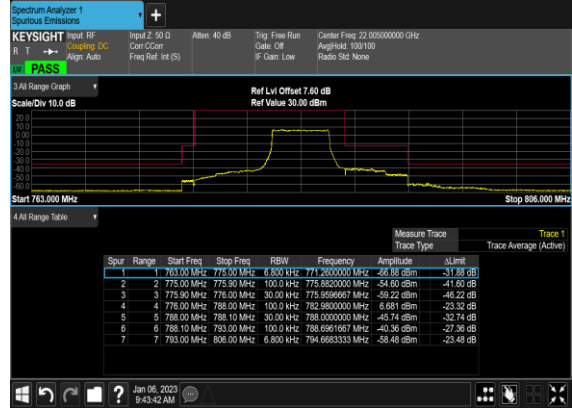 Spectrum Analyzer 1
Spurious Emissions
+
KEYSIGHT Input: RF Input Z: 50 Ω Atten: 40 dB Trig: Free Run Center Freq: 22.005000000 GHz
R T Coupling: DC Corr CCorr Gate: Off Avg|Hold: 100/100
Align: Auto Freq Ref: Int (S) IF Gain: Low Radio Std: None
PASS
3 All Range Graph
Ref Lvl Offset 7.60 dB
Scale/Div 10.0 dB Ref Value 30.00 dBm
20.0
10.0
0.00
-10.0
-20.0
-30.0
-40.0
-50.0
-60.0
Start 763.000 MHz Stop 806.000 MHz
4 All Range Table
Measure Trace Trace 1
Trace Type Trace Average (Active)
Spur Range Start Freq Stop Freq RBW Frequency Amplitude ΔLimit
1 1 763.00 MHz 775.00 MHz 6.800 kHz 771.2600000 MHz -66.88 dBm -31.88 dB
2 2 775.00 MHz 775.90 MHz 100.0 kHz 775.8820000 MHz -54.60 dBm -41.60 dB
3 3 775.90 MHz 776.00 MHz 30.00 kHz 775.9596667 MHz -59.22 dBm -46.22 dB
4 4 776.00 MHz 788.00 MHz 100.0 kHz 782.9800000 MHz 6.681 dBm -23.32 dB
5 5 788.00 MHz 788.10 MHz 30.00 kHz 788.0000000 MHz -45.74 dBm -32.74 dB
6 6 788.10 MHz 793.00 MHz 100.0 kHz 788.6961667 MHz -40.36 dBm -27.36 dB
7 7 793.00 MHz 806.00 MHz 6.800 kHz 794.6683333 MHz -58.48 dBm -23.48 dB
?
Jan 06, 2023
9:43:42 AM